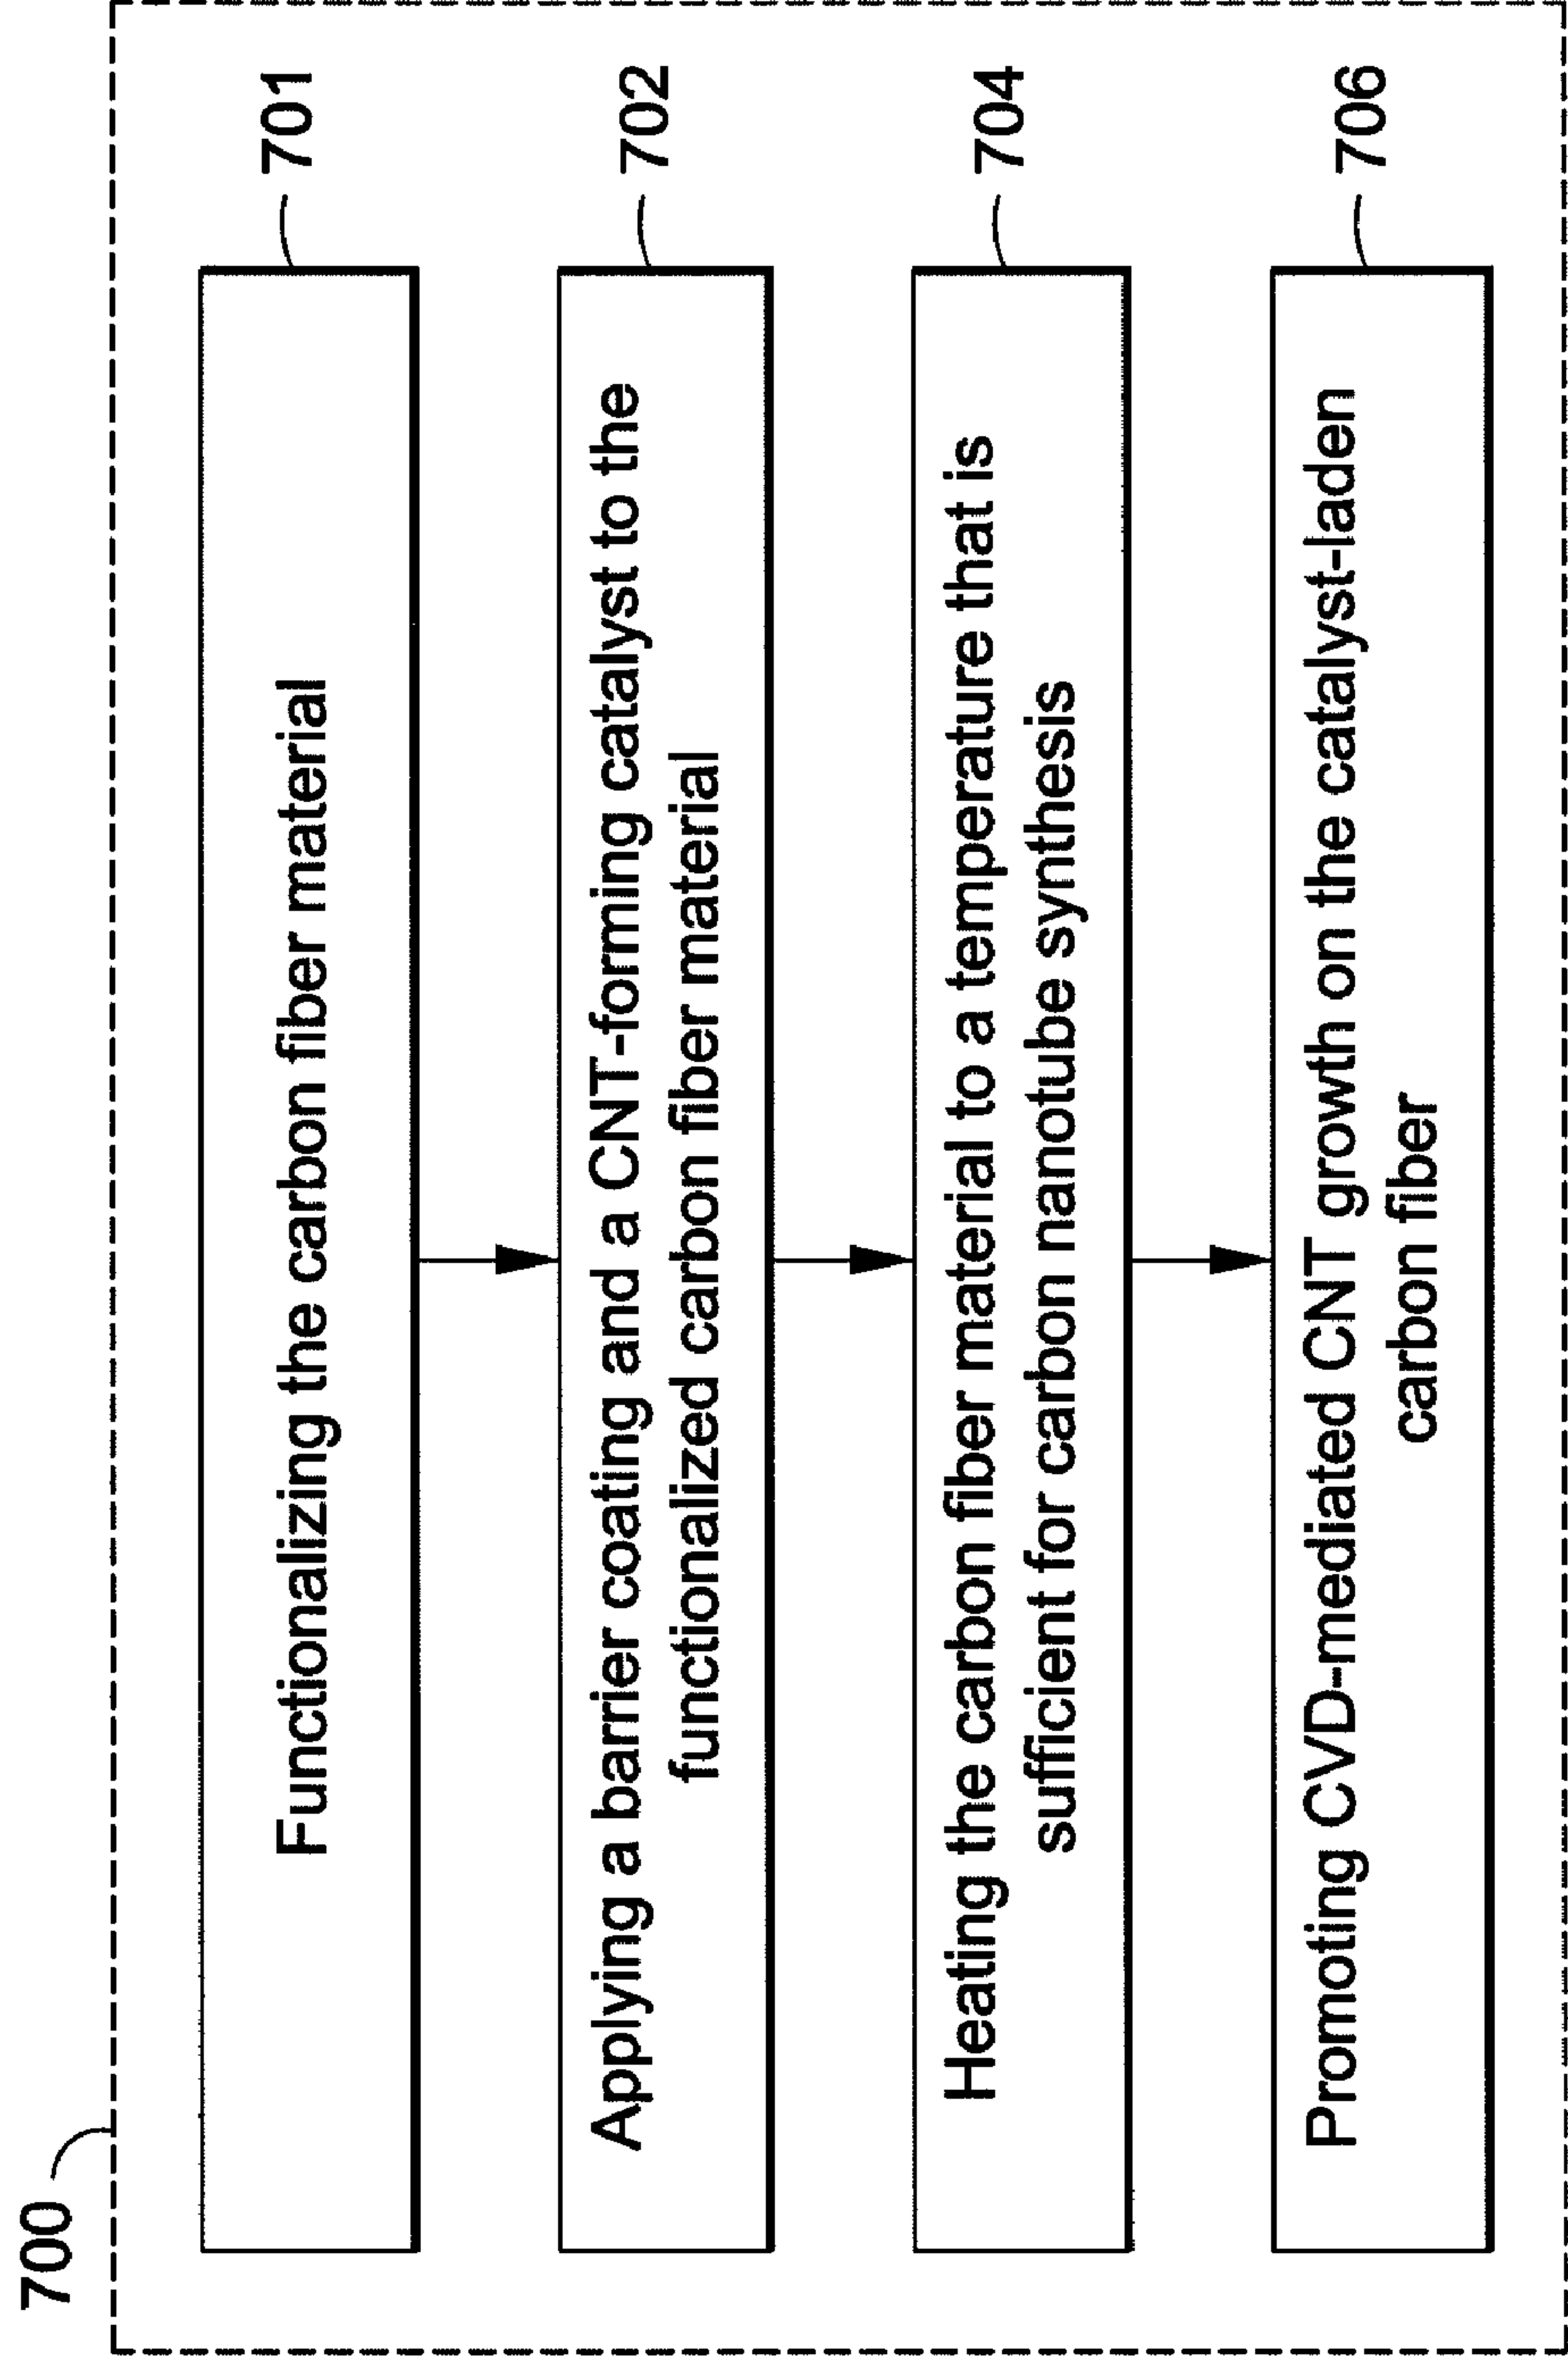 700
Functionalizing the carbon fiber material
701
Applying a barrier coating and a CNT-forming catalyst to the
functionalized carbon fiber material
702
Heating the carbon fiber material to a temperature that is
sufficient for carbon nanotube synthesis
704
Promoting CVD-mediated CNT growth on the catalyst-laden
carbon fiber
706